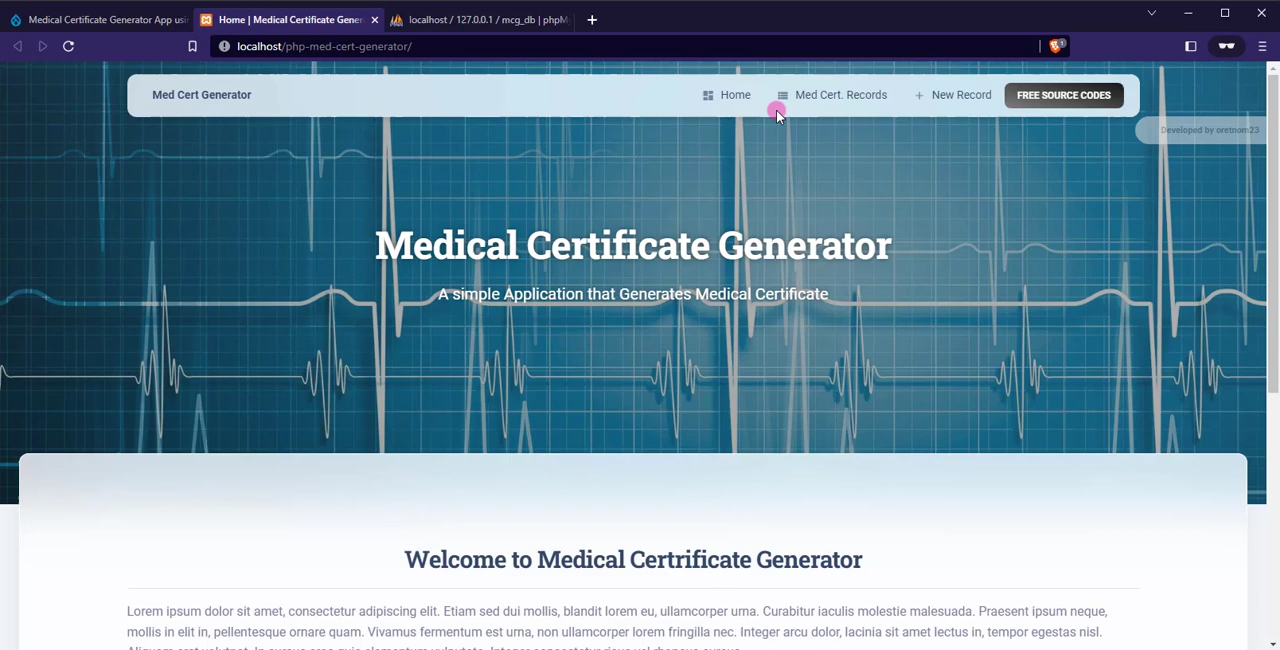 Medical Certificate Generator App usi
Home | Medical Certificate Gener
localhost / 127.0.0.1 / mcg_db | phpM
localhost/php-med-cert-generator/
1
Med Cert Generator
Home
Med Cert. Records
New Record
FREE SOURCE CODES
Developed by oretnom23
Medical Certificate Generator
A simple Application that Generates Medical Certificate
Welcome to Medical Certrificate Generator
Lorem ipsum dolor sit amet, consectetur adipiscing elit. Etiam sed dui mollis, blandit lorem eu, ullamcorper urna. Curabitur iaculis molestie malesuada. Praesent ipsum neque,
mollis in elit in, pellentesque ornare quam. Vivamus fermentum est urna, non ullamcorper lorem fringilla nec. Integer arcu dolor, lacinia sit amet lectus in, tempor egestas nisl.